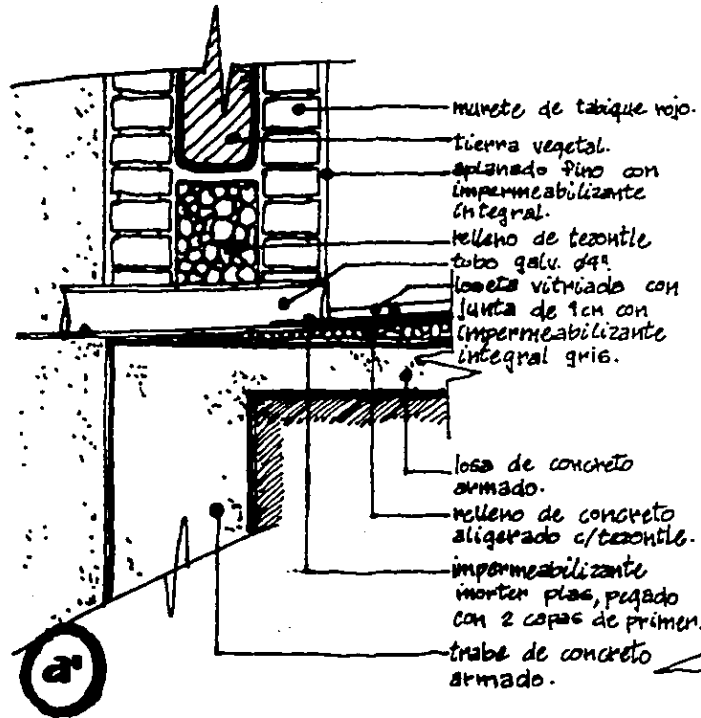 murete de tabique rojo.
tierra vegetal.
aplanado fino con
impermeabilizante
integral.
relleno de tezontle
tubo galv. ø4"
loseta vitriado con
junta de 1cm con
impermeabilizante
integral gris.
losa de concreto
armado.
relleno de concreto
aligerado c/tezontle.
impermeabilizante
morter plas, pegado
con 2 capas de primer.
trabe de concreto
armado.
a'